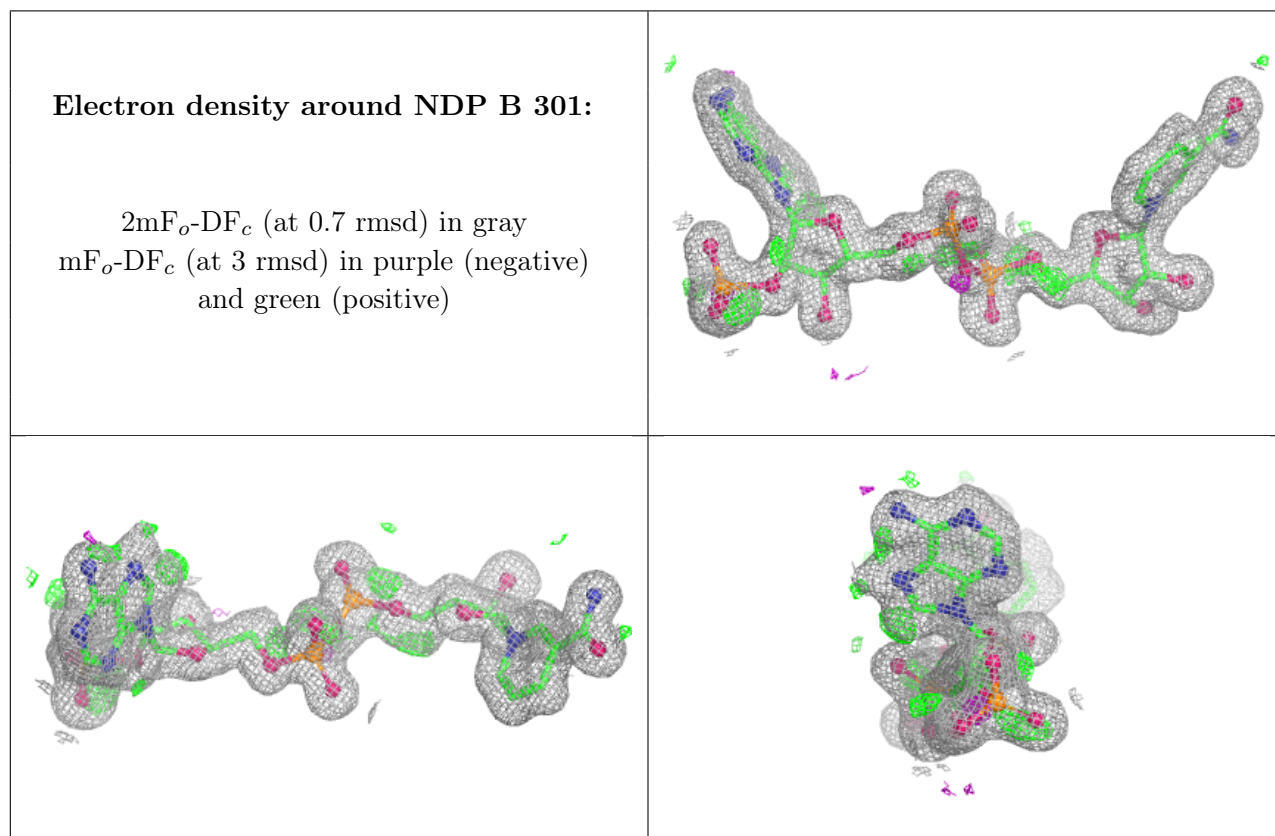 Electron density around NDP B 301:
2mFo-DFc (at 0.7 rmsd) in gray
mFo-DFc (at 3 rmsd) in purple (negative)
and green (positive)